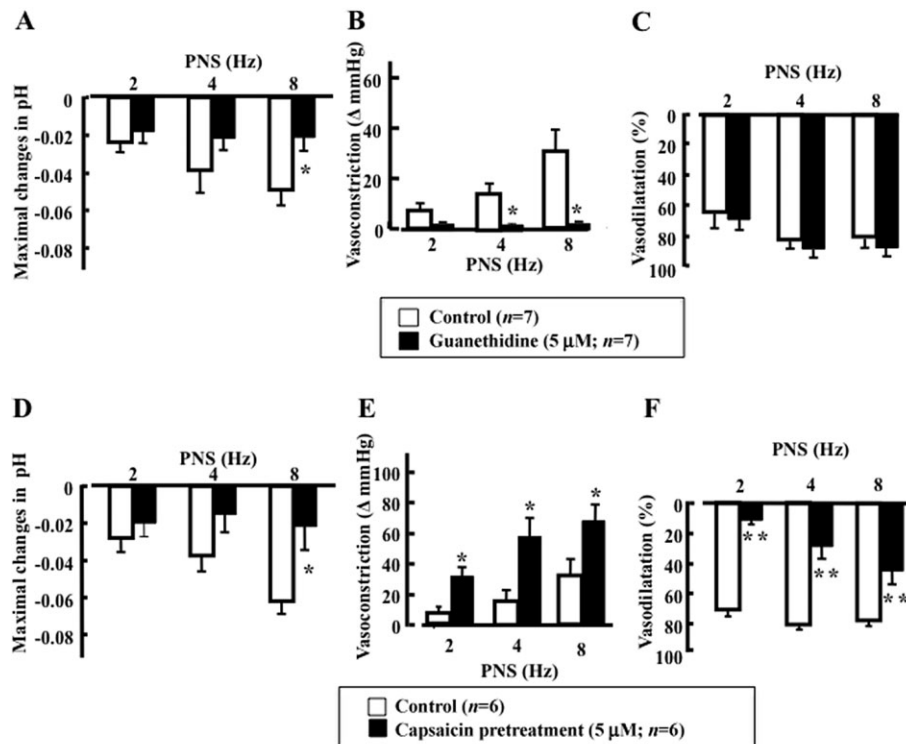 A
PNS (Hz)
2 4 8
0
-0.02
-0.04
-0.06
-0.08
Maximal changes in pH
*
B
Vasoconstriction (Δ mmHg)
60
40
20
0
* *
2 4 8
PNS (Hz)
C
PNS (Hz)
2 4 8
0
20
40
60
80
100
Vasodilatation (%)
Control (n=7)
Guanethidine (5 μM; n=7)
D
PNS (Hz)
2 4 8
0
-0.02
-0.04
-0.06
-0.08
Maximal changes in pH
*
E
Vasoconstriction (Δ mmHg)
100
80
60
40
20
0
* * *
2 4 8
PNS (Hz)
F
PNS (Hz)
2 4 8
0
20
40
60
80
100
Vasodilatation (%)
** ** **
Control (n=6)
Capsaicin pretreatment (5 μM; n=6)